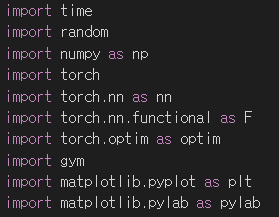 import time
import random
import numpy as np
import torch
import torch.nn as nn
import torch.nn.functional as F
import torch.optim as optim
import gym
import matplotlib.pyplot as plt
import matplotlib.pylab as pylab